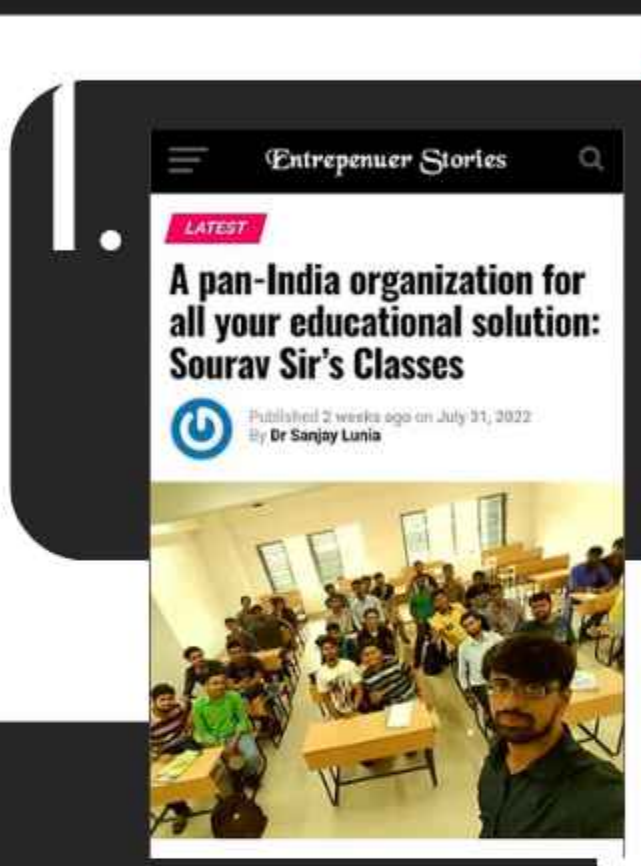 1.
Entrepenuer Stories
LATEST
A pan-India organization for
all your educational solution:
Sourav Sir's Classes
Published 2 weeks ago on July 31, 2022
By Dr Sanjay Lunia